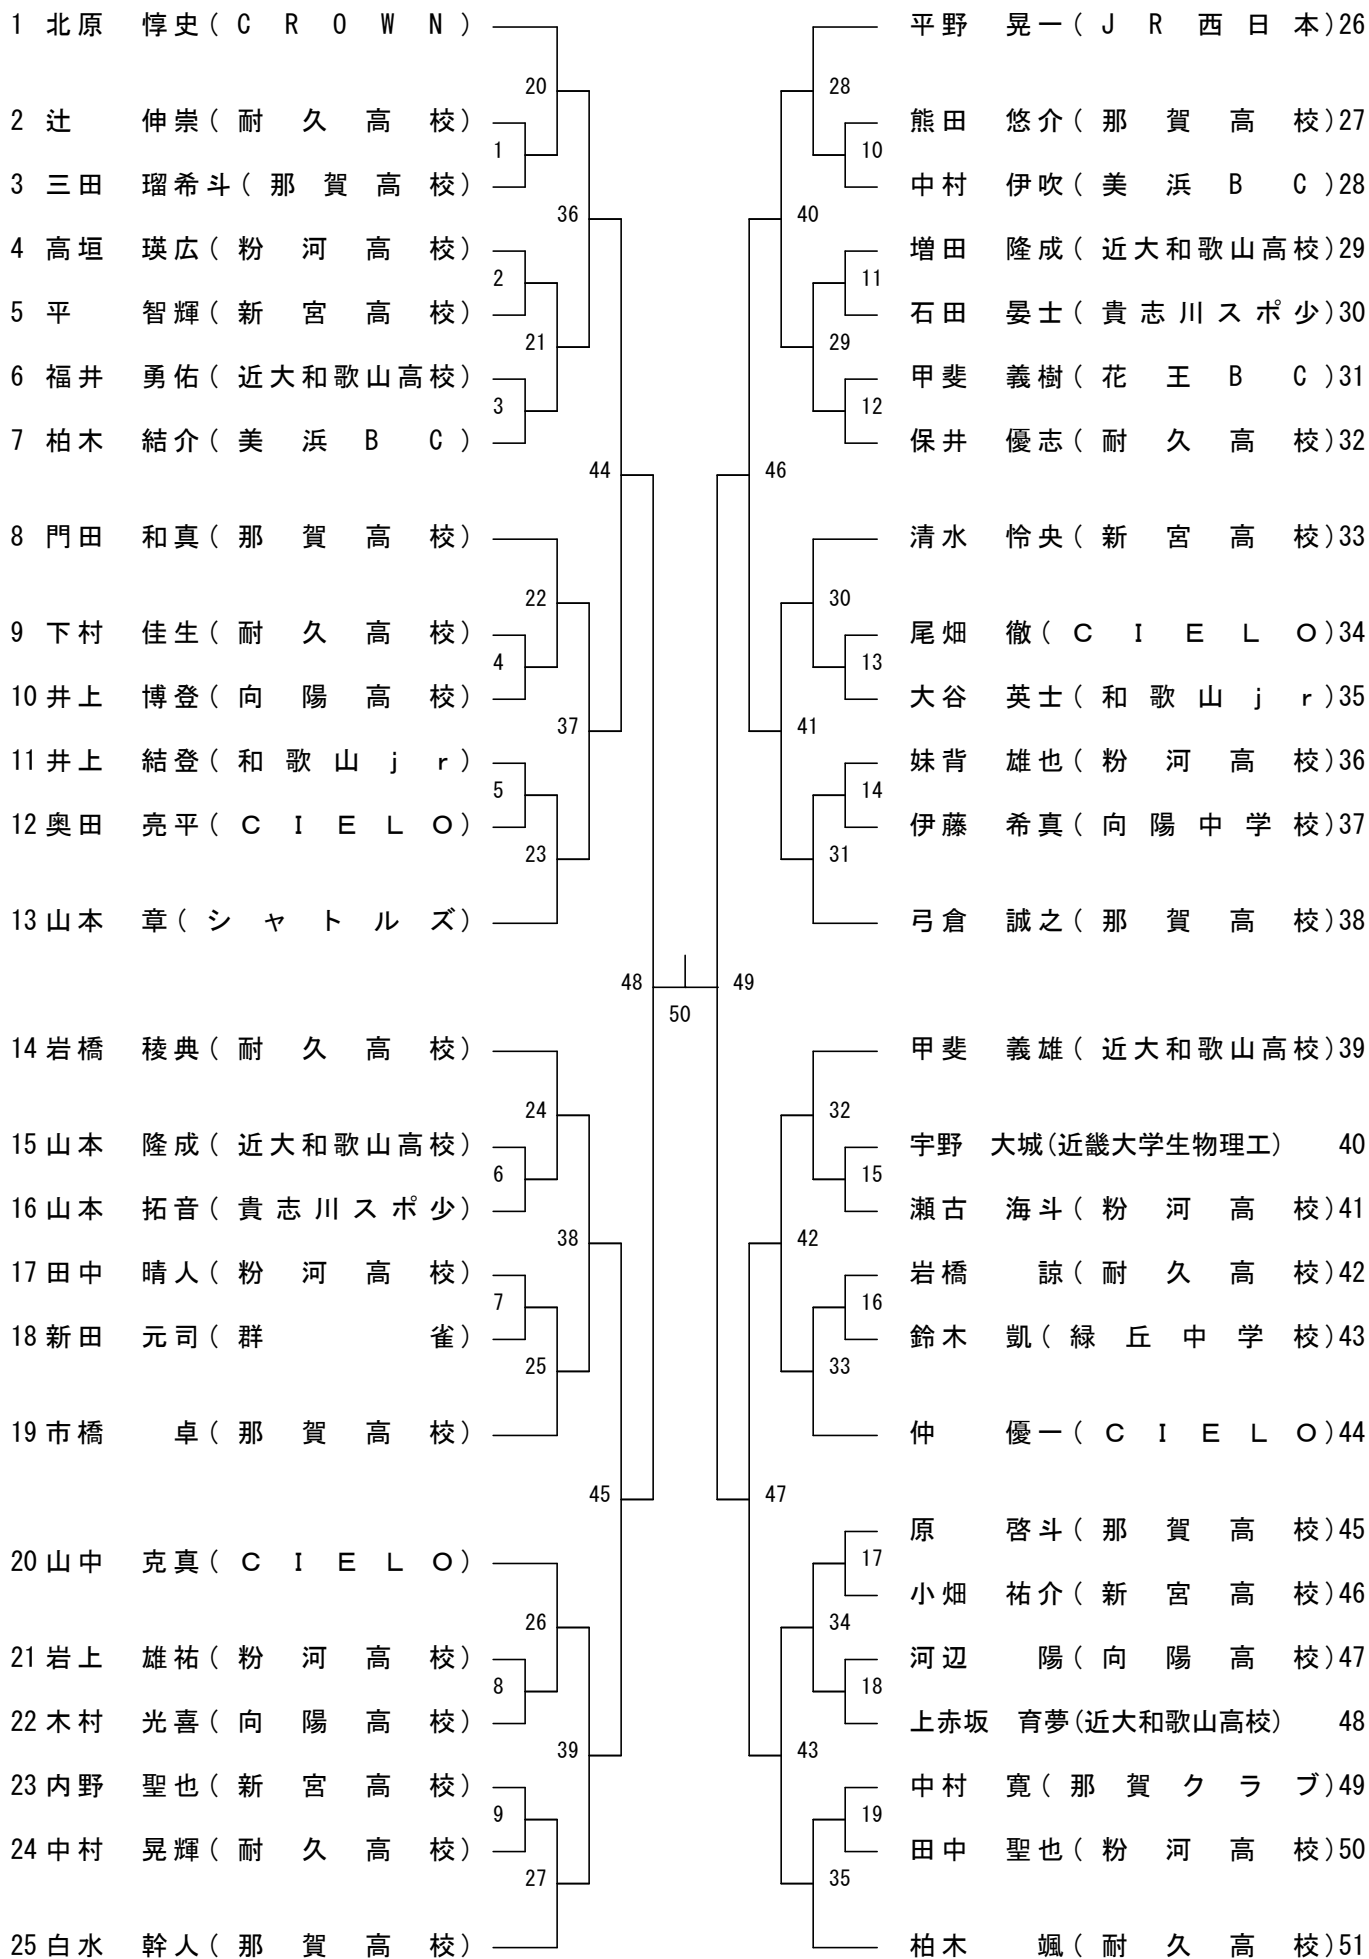 1 北原 惇史(CROWN)
20
2 辻 伸崇(耐久高校)
1
3 三田 瑠希斗(那賀高校)
36
4 高垣 瑛広(粉河高校)
2
5 平 智輝(新宮高校)
21
6 福井 勇佑(近大和歌山高校)
3
7 柏木 結介(美浜BC)
44
8 門田 和真(那賀高校)
22
9 下村 佳生(耐久高校)
4
10 井上 博登(向陽高校)
37
11 井上 結登(和歌山jr)
5
12 奥田 亮平(CIELO)
23
13 山本 章(シャトルズ)
48
14 岩橋 稜典(耐久高校)
24
15 山本 隆成(近大和歌山高校)
6
16 山本 拓音(貴志川スポ少)
38
17 田中 晴人(粉河高校)
7
18 新田 元司(群雀)
25
19 市橋 卓(那賀高校)
45
20 山中 克真(CIELO)
26
21 岩上 雄祐(粉河高校)
8
22 木村 光喜(向陽高校)
39
23 内野 聖也(新宮高校)
9
24 中村 晃輝(耐久高校)
27
25 白水 幹人(那賀高校)
50
平野 晃一(JR西日本)26
28
熊田 悠介(那賀高校)27
10
中村 伊吹(美浜BC)28
40
増田 隆成(近大和歌山高校)29
11
石田 晏士(貴志川スポ少)30
29
甲斐 義樹(花王BC)31
12
保井 優志(耐久高校)32
46
清水 怜央(新宮高校)33
30
尾畑 徹(CIELO)34
13
大谷 英士(和歌山jr)35
41
妹背 雄也(粉河高校)36
14
伊藤 希真(向陽中学校)37
31
弓倉 誠之(那賀高校)38
49
甲斐 義雄(近大和歌山高校)39
32
宇野 大城(近畿大学生物理工) 40
15
瀬古 海斗(粉河高校)41
42
岩橋 諒(耐久高校)42
16
鈴木 凱(緑丘中学校)43
33
仲 優一(CIELO)44
47
原 啓斗(那賀高校)45
17
小畑 祐介(新宮高校)46
34
河辺 陽(向陽高校)47
18
上赤坂 育夢(近大和歌山高校) 48
43
中村 寛(那賀クラブ)49
19
田中 聖也(粉河高校)50
35
柏木 颯(耐久高校)51